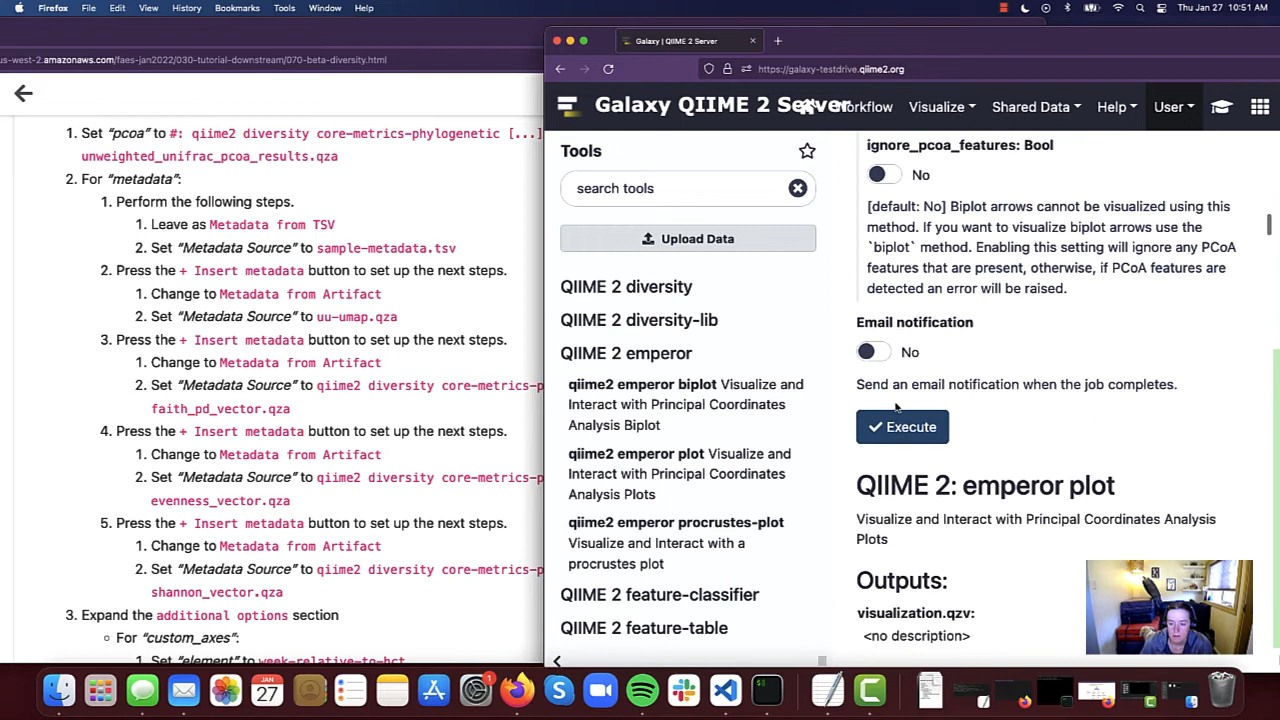 Firefox File Edit View History Bookmarks Tools Window Help
Thu Jan 27 10:51 AM
us-west-2.amazonaws.com/faes-jan2022/030-tutorial-downstream/070-beta-diversity.html
1. Set “pcoa” to #: qiime2 diversity core-metrics-phylogenetic [...]
unweighted_unifrac_pcoa_results.qza
2. For “metadata”:
1. Perform the following steps.
1. Leave as Metadata from TSV
2. Set “Metadata Source” to sample-metadata.tsv
2. Press the + Insert metadata button to set up the next steps.
1. Change to Metadata from Artifact
2. Set “Metadata Source” to uu-umap.qza
3. Press the + Insert metadata button to set up the next steps.
1. Change to Metadata from Artifact
2. Set “Metadata Source” to qiime2 diversity core-metrics-p
faith_pd_vector.qza
4. Press the + Insert metadata button to set up the next steps.
1. Change to Metadata from Artifact
2. Set “Metadata Source” to qiime2 diversity core-metrics-p
evenness_vector.qza
5. Press the + Insert metadata button to set up the next steps.
1. Change to Metadata from Artifact
2. Set “Metadata Source” to qiime2 diversity core-metrics-p
shannon_vector.qza
3. Expand the additional options section
For “custom_axes”:
1. Set “element” to week-relative-to-hct
Galaxy | QIIME 2 Server
https://galaxy-testdrive.qiime2.org
Galaxy QIIME 2 Server Workflow Visualize Shared Data Help User
Tools
search tools
Upload Data
QIIME 2 diversity
QIIME 2 diversity-lib
QIIME 2 emperor
qiime2 emperor biplot Visualize and
Interact with Principal Coordinates
Analysis Biplot
qiime2 emperor plot Visualize and
Interact with Principal Coordinates
Analysis Plots
qiime2 emperor procrustes-plot
Visualize and Interact with a
procrustes plot
QIIME 2 feature-classifier
QIIME 2 feature-table
ignore_pcoa_features: Bool
No
[default: No] Biplot arrows cannot be visualized using this
method. If you want to visualize biplot arrows use the
`biplot` method. Enabling this setting will ignore any PCoA
features that are present, otherwise, if PCoA features are
detected an error will be raised.
Email notification
No
Send an email notification when the job completes.
Execute
QIIME 2: emperor plot
Visualize and Interact with Principal Coordinates Analysis
Plots
Outputs:
visualization.qzv:
<no description>
JAN
27
1